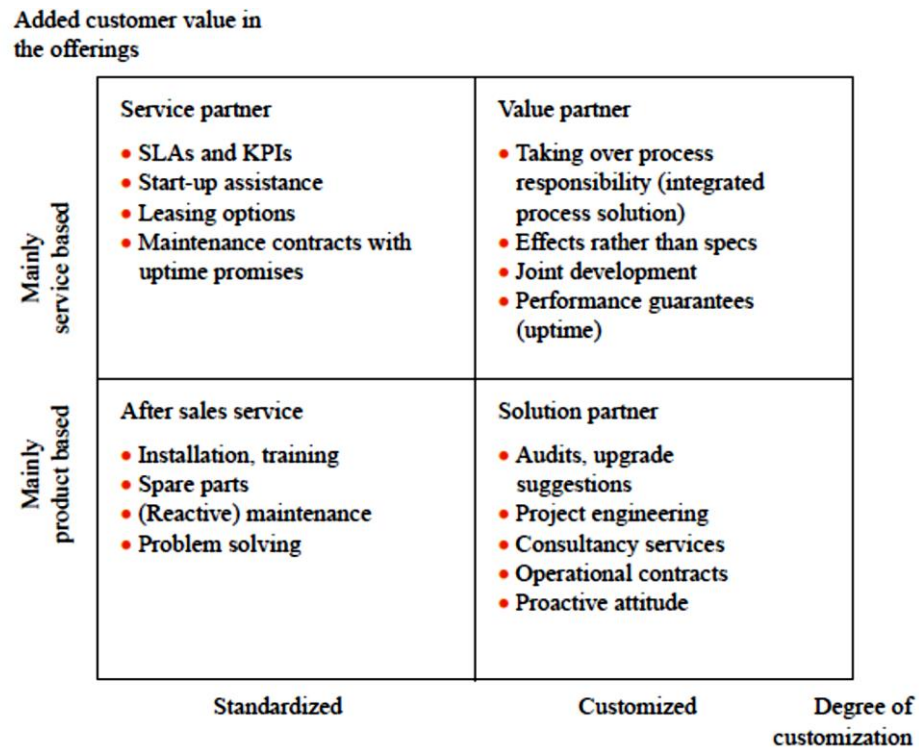 Added customer value in
the offerings
Mainly
service based
Service partner
• SLAs and KPIs
• Start-up assistance
• Leasing options
• Maintenance contracts with
uptime promises
Value partner
• Taking over process
responsibility (integrated
process solution)
• Effects rather than specs
• Joint development
• Performance guarantees
(uptime)
Mainly
product based
After sales service
• Installation, training
• Spare parts
• (Reactive) maintenance
• Problem solving
Solution partner
• Audits, upgrade
suggestions
• Project engineering
• Consultancy services
• Operational contracts
• Proactive attitude
Standardized
Customized
Degree of
customization